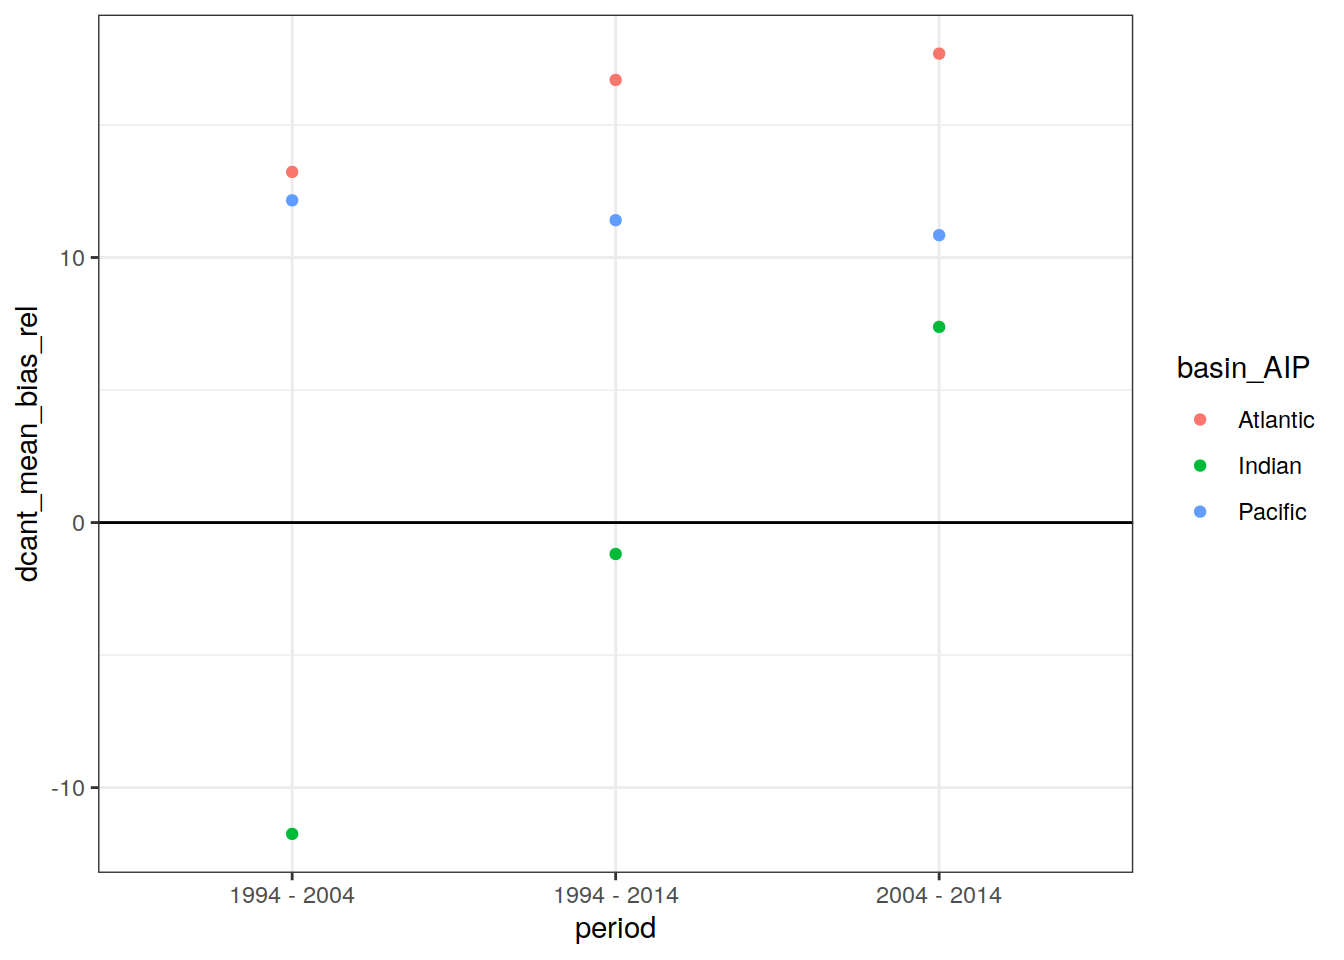 dcant_mean_bias_rel
10
0
-10
1994 - 2004
1994 - 2014
2004 - 2014
period
basin_AIP
Atlantic
Indian
Pacific